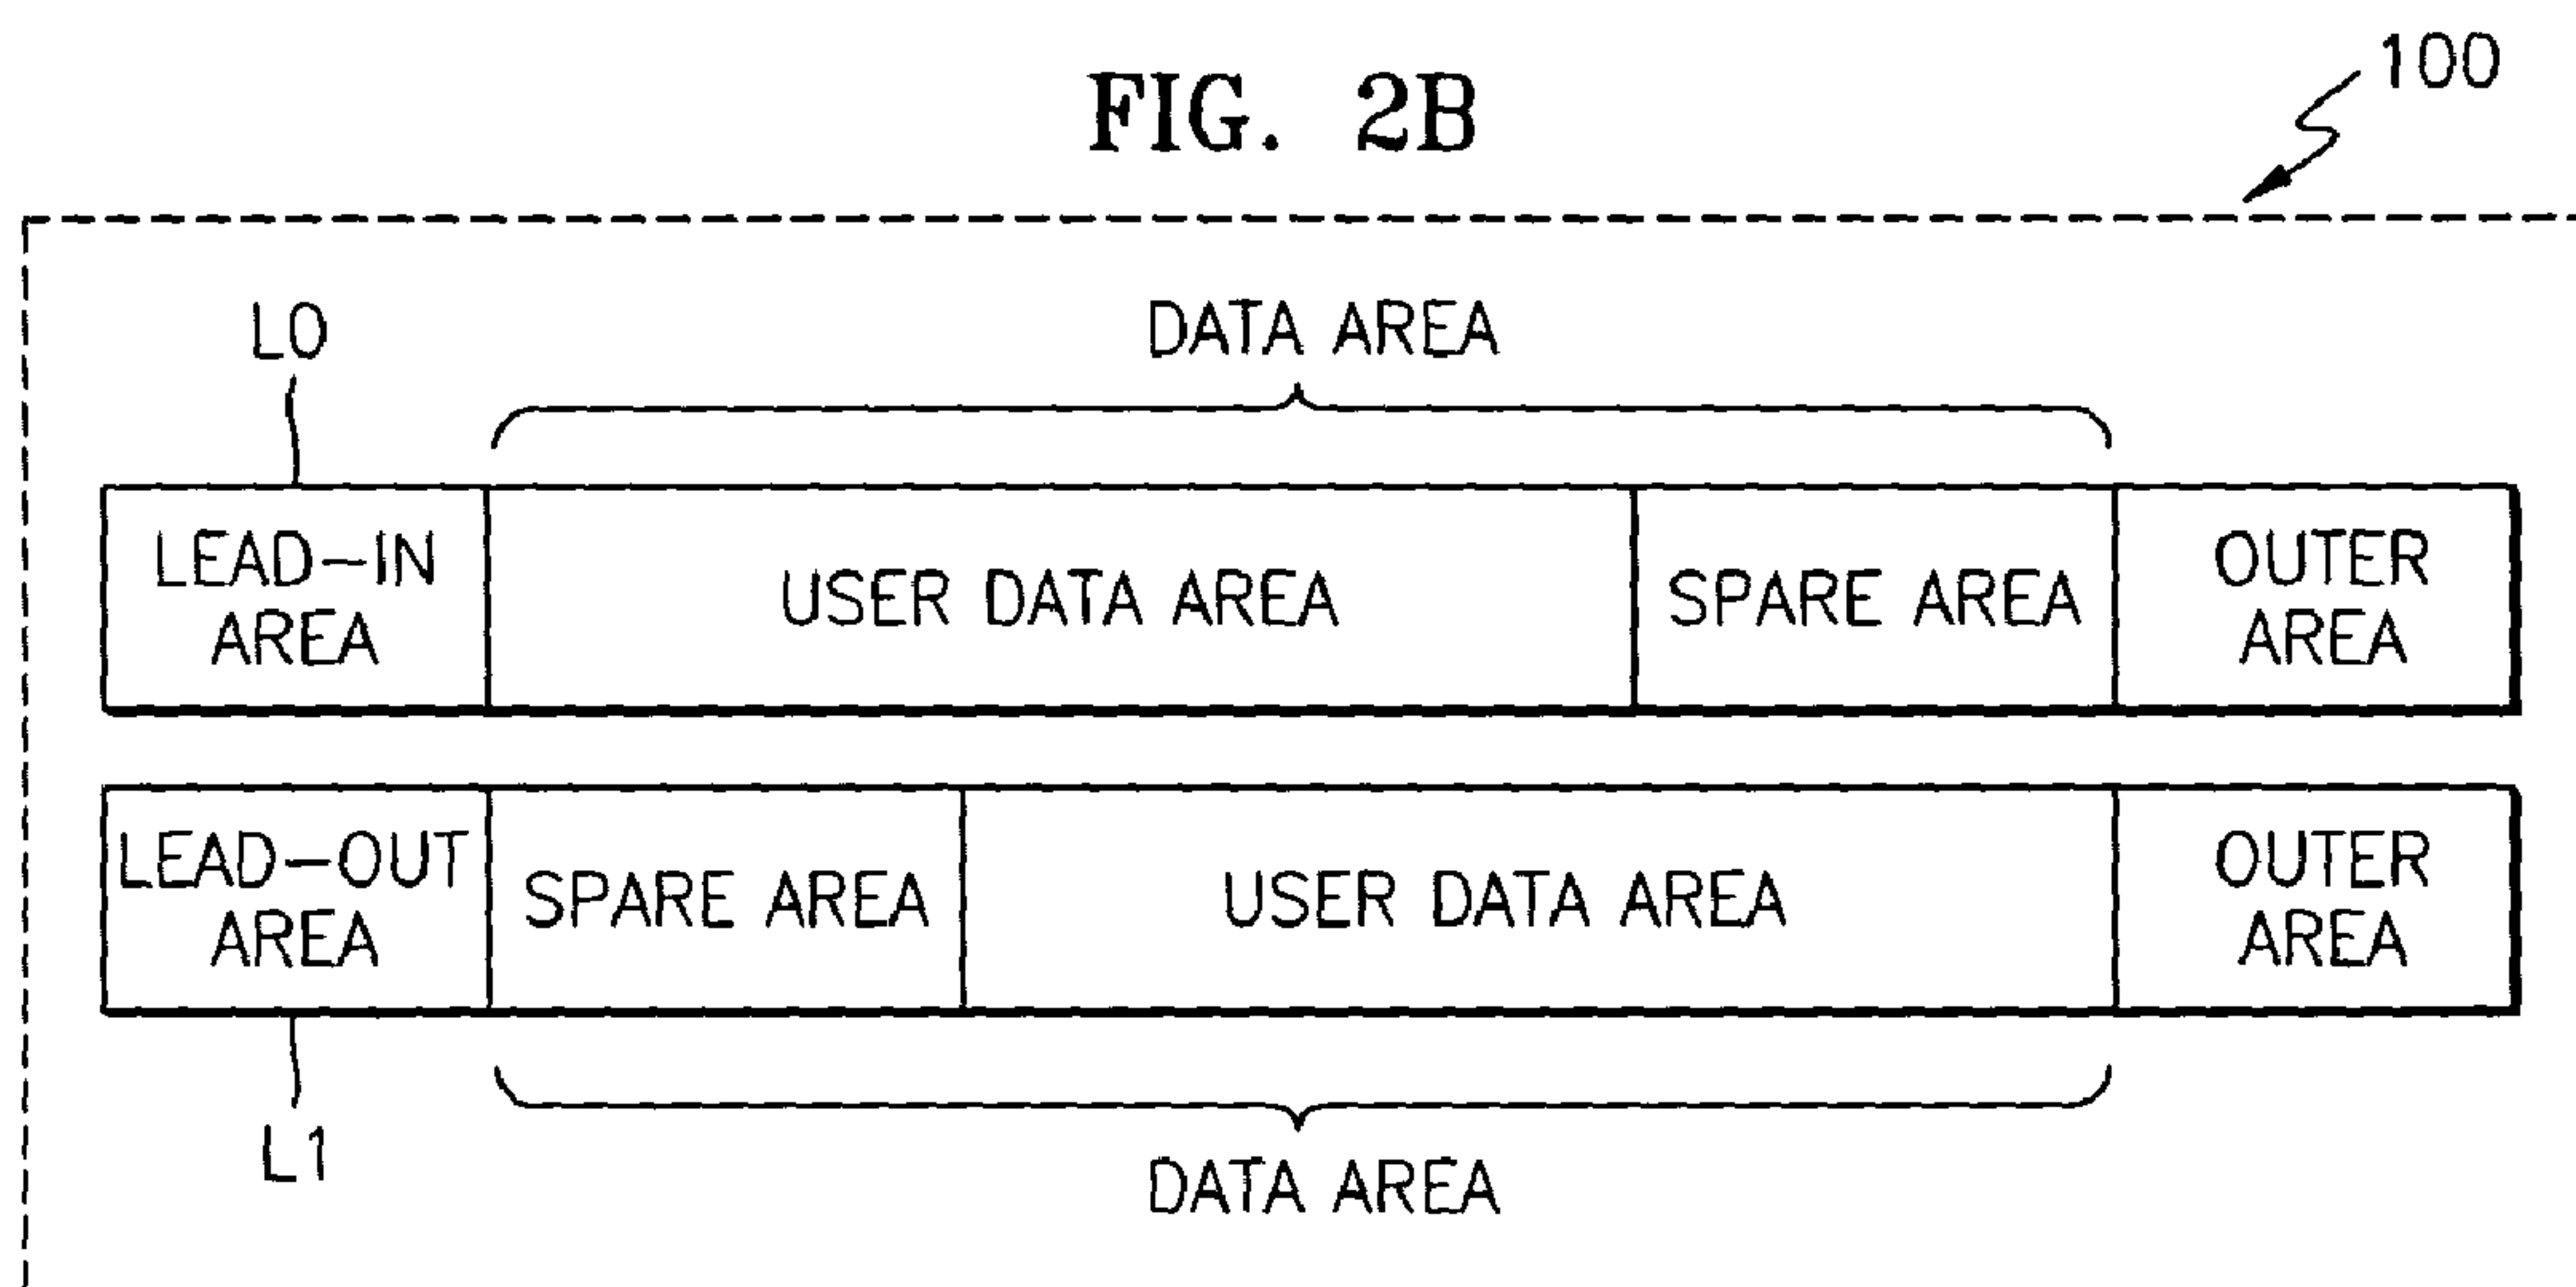 FIG. 2B
100
L0
DATA AREA
LEAD-IN
AREA
USER DATA AREA
SPARE AREA
OUTER
AREA
LEAD-OUT
AREA
SPARE AREA
USER DATA AREA
OUTER
AREA
L1
DATA AREA